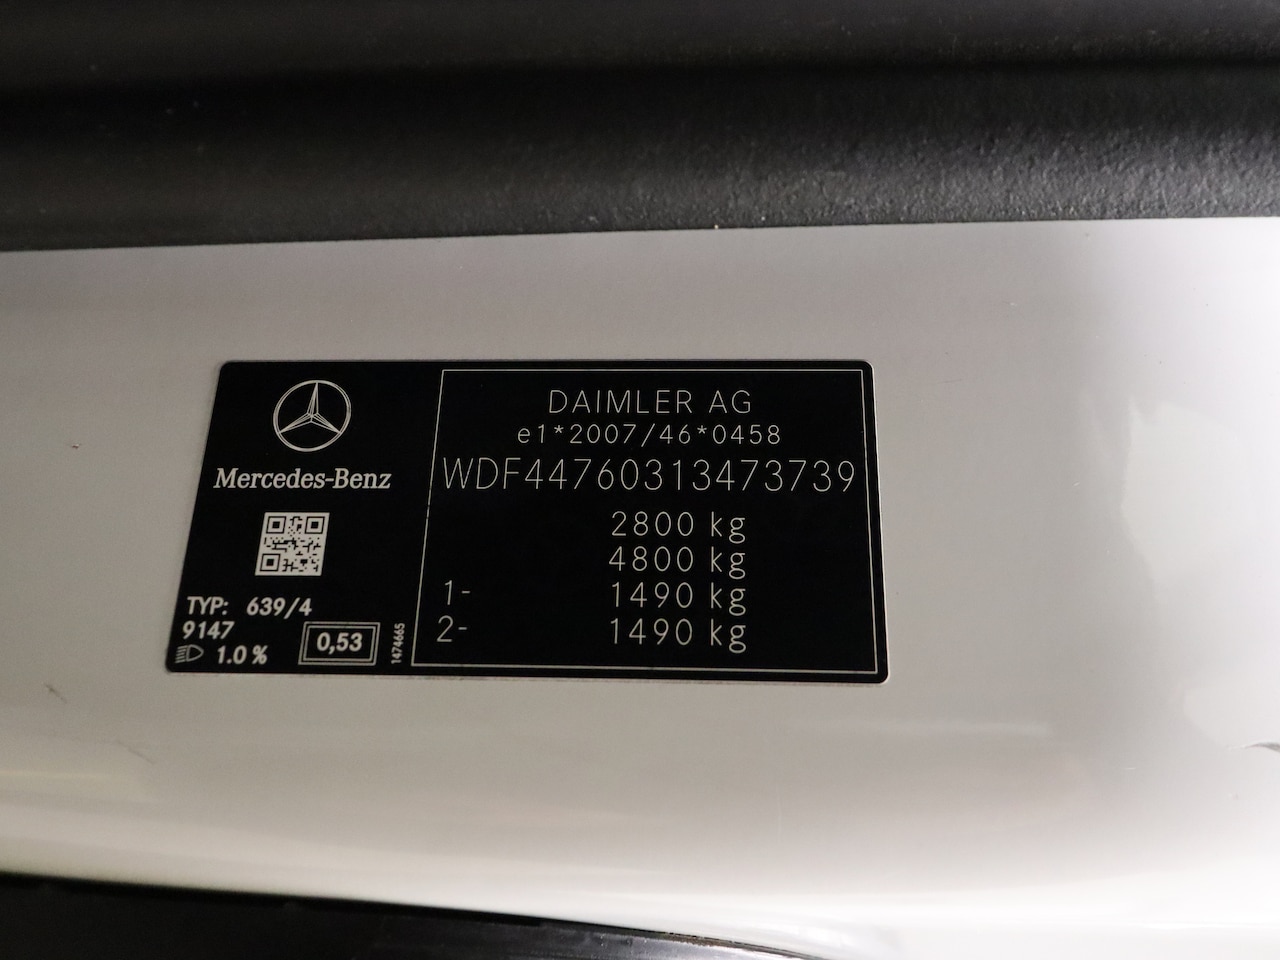 Mercedes-Benz
TYP: 639/4
9147
1.0 %
0,53
1474665
DAIMLER AG
e1*2007/46*0458
WDF44760313473739
2800 kg
4800 kg
1- 1490 kg
2- 1490 kg